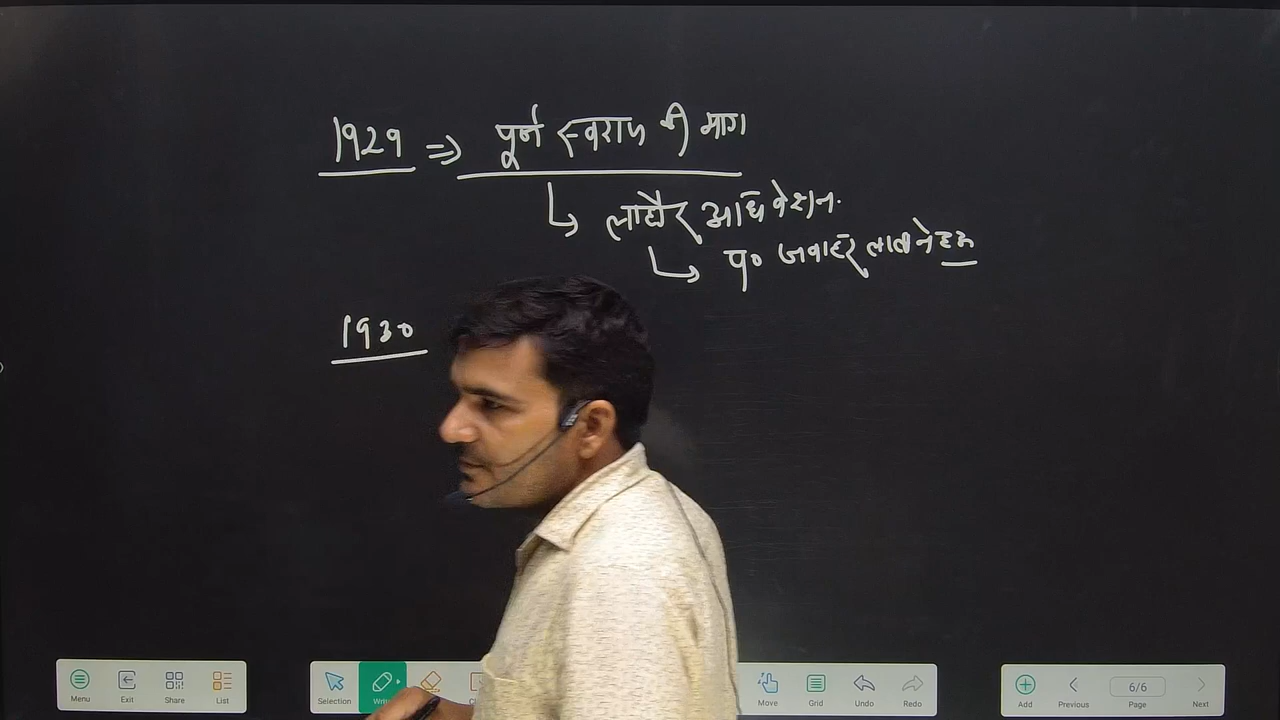 1929 ⇒ पूर्ण स्वराज की मांग
↳ लाहौर अधिवेशन.
↳ पं० जवाहर लाल नेहरू
1930
Menu Exit Share List Selection Move Grid Undo Redo Add Previous 6/6 Page Next